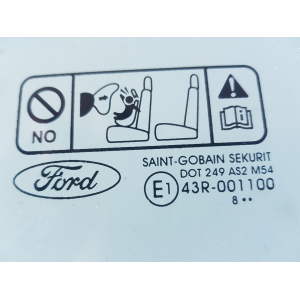 NO
Ford
SAINT-GOBAIN SEKURIT
DOT 249 AS2 M54
E1 43R-001100
8 ••